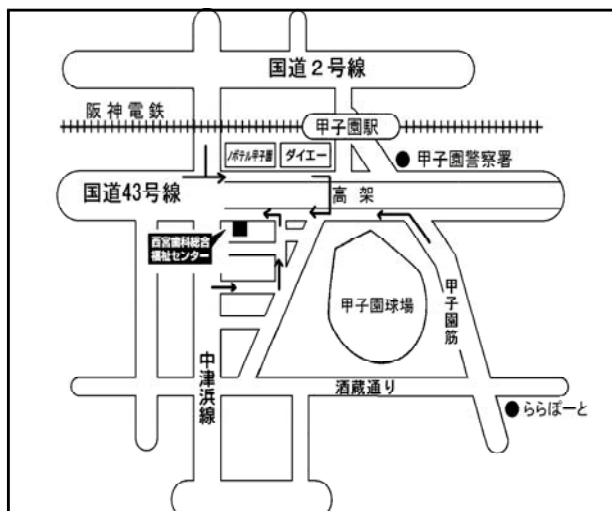 国道２号線
阪神電鉄
甲子園駅
ノボテル甲子園
ダイエー
甲子園警察署
国道43号線
高架
西宮歯科総合
福祉センター
甲子園球場
甲子園筋
中津浜線
酒蔵通り
ららぽーと